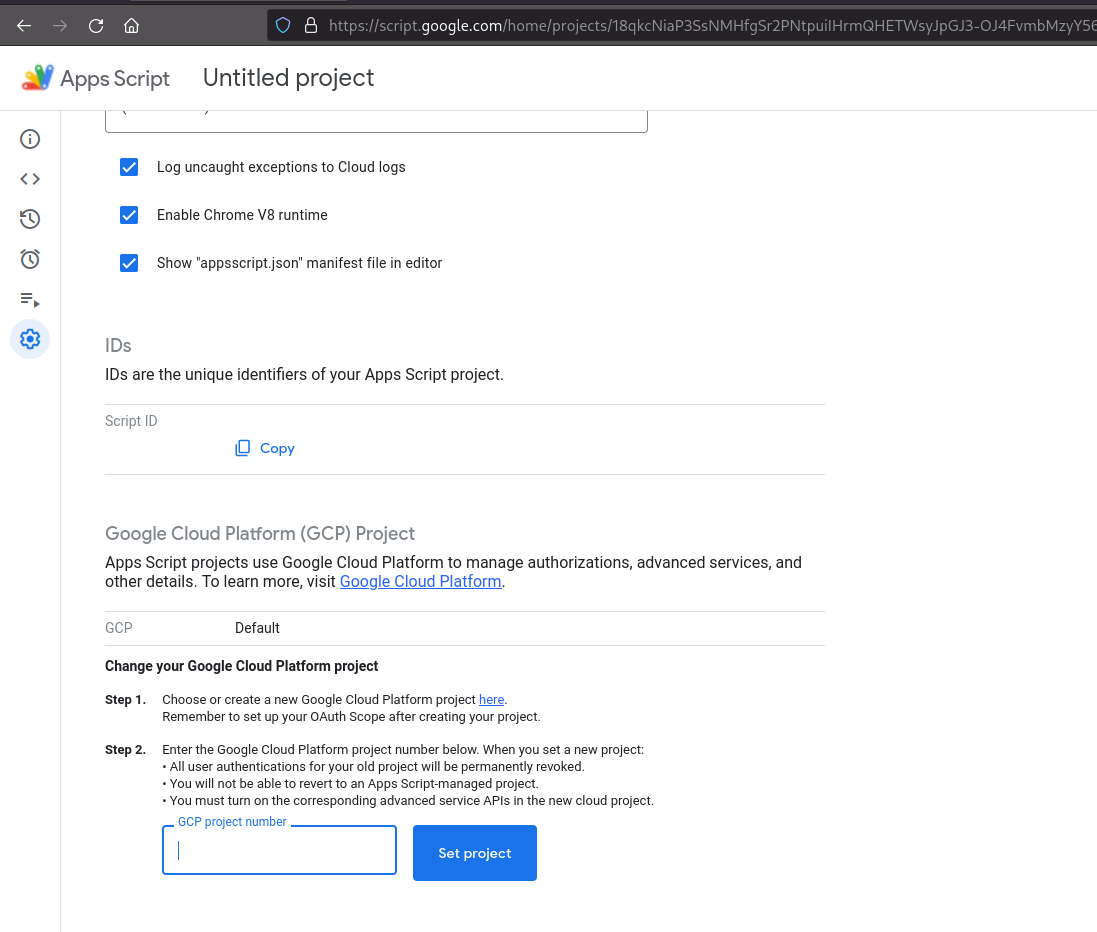 https://script.google.com/home/projects/18qkcNiaP3SsNMHfgSr2PNtpuiIHrmQHETWsyJpGJ3-OJ4FvmbMzyY56
Apps Script
Untitled project
Log uncaught exceptions to Cloud logs
Enable Chrome V8 runtime
Show "appsscript.json" manifest file in editor
IDs
IDs are the unique identifiers of your Apps Script project.
Script ID
Copy
Google Cloud Platform (GCP) Project
Apps Script projects use Google Cloud Platform to manage authorizations, advanced services, and
other details. To learn more, visit Google Cloud Platform.
GCP Default
Change your Google Cloud Platform project
Step 1. Choose or create a new Google Cloud Platform project here.
Remember to set up your OAuth Scope after creating your project.
Step 2. Enter the Google Cloud Platform project number below. When you set a new project:
• All user authentications for your old project will be permanently revoked.
• You will not be able to revert to an Apps Script-managed project.
• You must turn on the corresponding advanced service APIs in the new cloud project.
GCP project number
Set project